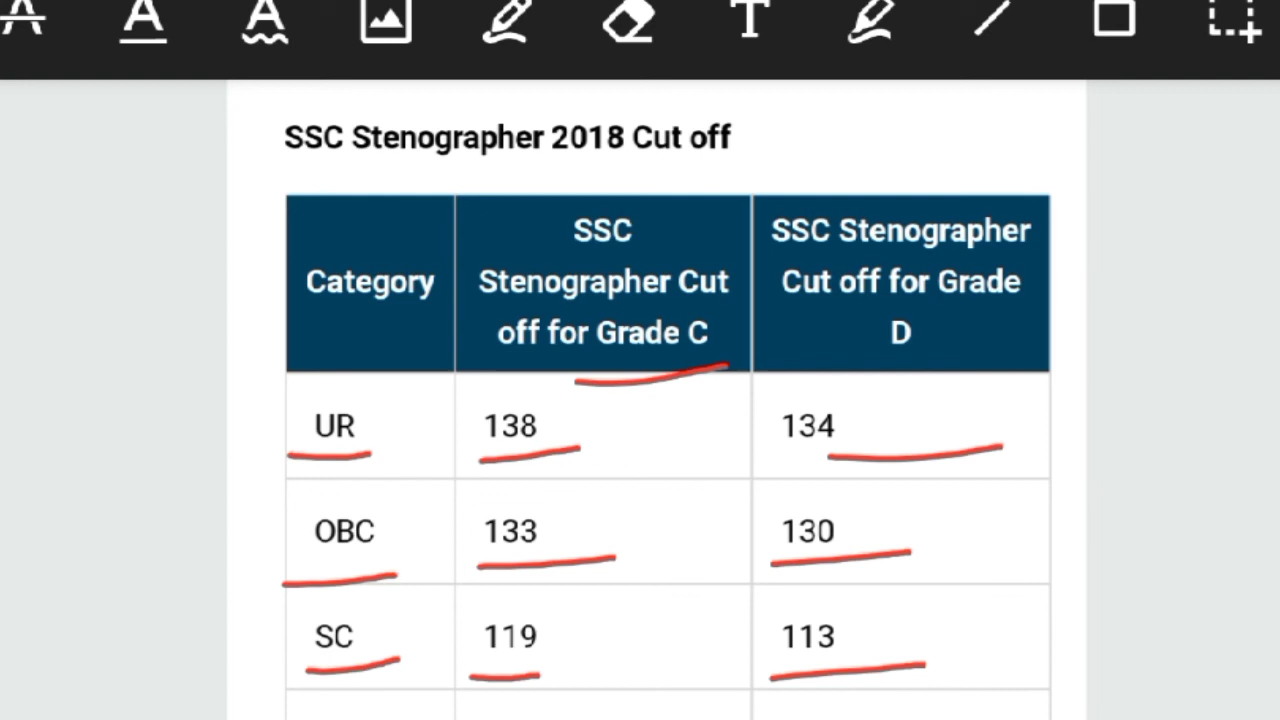 A A A T
SSC Stenographer 2018 Cut off
Category
SSC
Stenographer Cut
off for Grade C
SSC Stenographer
Cut off for Grade
D
UR 138 134
OBC 133 130
SC 119 113